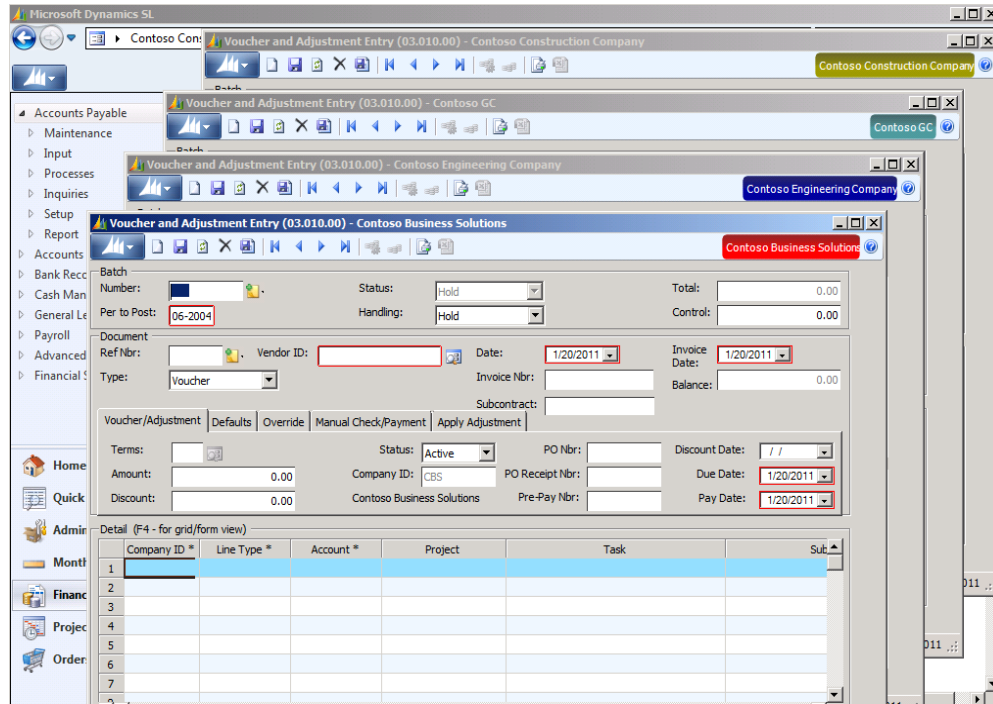 Microsoft Dynamics SL
Contoso Con
Voucher and Adjustment Entry (03.010.00) - Contoso Construction Company
Contoso Construction Company
Batch
Voucher and Adjustment Entry (03.010.00) - Contoso GC
Contoso GC
Voucher and Adjustment Entry (03.010.00) - Contoso Engineering Company
Contoso Engineering Company
Voucher and Adjustment Entry (03.010.00) - Contoso Business Solutions
Contoso Business Solutions
Accounts Payable
Maintenance
Input
Processes
Inquiries
Setup
Report
Accounts
Bank Recc
Cash Man
General Le
Payroll
Advanced
Financial S
Home
Quick
Admin
Month
Financ
Projec
Order
Batch
Number: Status: Hold Total: 0.00
Per to Post: 06-2004 Handling: Hold Control: 0.00
Document
Ref Nbr: Vendor ID: Date: 1/20/2011 Invoice Date: 1/20/2011
Type: Voucher Invoice Nbr: Balance: 0.00
Subcontract:
Voucher/Adjustment Defaults Override Manual Check/Payment Apply Adjustment
Terms: Status: Active PO Nbr: Discount Date: / /
Amount: 0.00 Company ID: CBS PO Receipt Nbr: Due Date: 1/20/2011
Discount: 0.00 Contoso Business Solutions Pre-Pay Nbr: Pay Date: 1/20/2011
Detail (F4 - for grid/form view)
Company ID * Line Type * Account * Project Task Sub
1
2
3
4
5
6
7